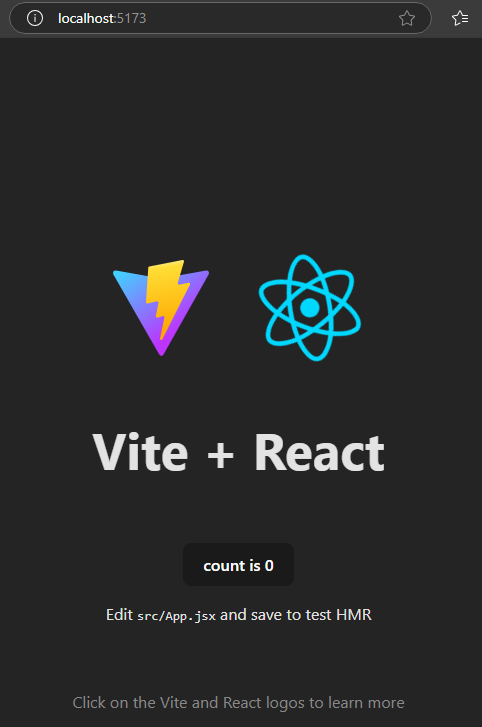 localhost:5173
Vite + React
count is 0
Edit src/App.jsx and save to test HMR
Click on the Vite and React logos to learn more